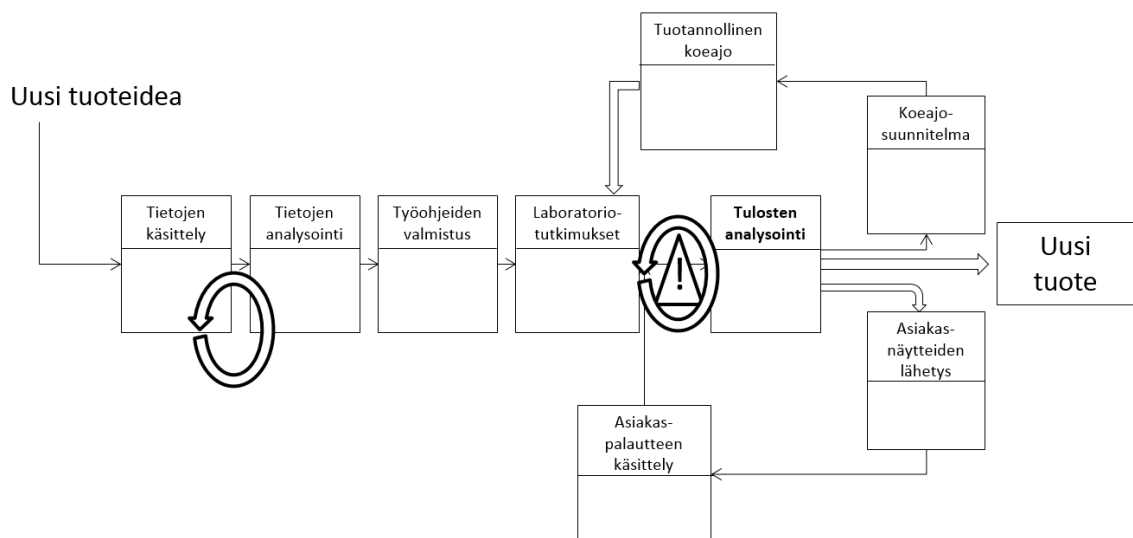 Uusi tuoteidea
Tietojen
käsittely
Tietojen
analysointi
Työohjeiden
valmistus
Laboratorio-
tutkimukset
!
Tulosten
analysointi
Tuotannollinen
koeajo
Koeajo-
suunnitelma
Uusi
tuote
Asiakas-
näytteiden
lähetys
Asiakas-
palautteen
käsittely